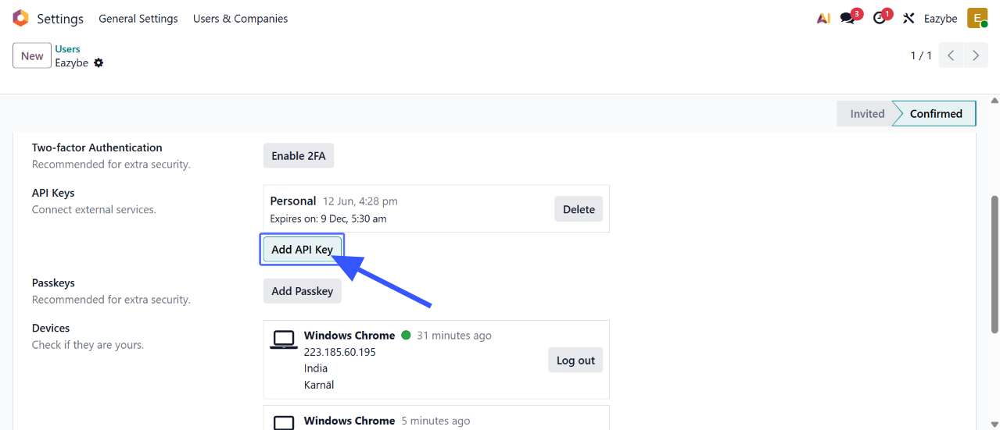 Settings General Settings Users & Companies AI 3 1 Eazybe E
New Users 1 / 1
Eazybe
Invited Confirmed
Two-factor Authentication Enable 2FA
Recommended for extra security.
API Keys Personal 12 Jun, 4:28 pm Delete
Connect external services. Expires on: 9 Dec, 5:30 am
Add API Key
Passkeys Add Passkey
Recommended for extra security.
Devices Windows Chrome 31 minutes ago
Check if they are yours. 223.185.60.195 Log out
India
Karnāl
Windows Chrome 5 minutes ago